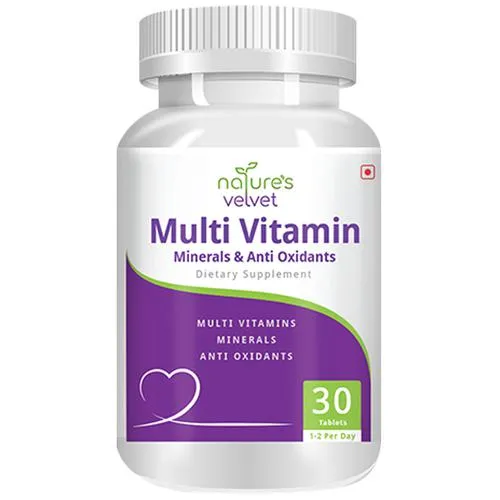 nature's
velvet
Multi Vitamin
Minerals & Anti Oxidants
Dietary Supplement
MULTI VITAMINS
MINERALS
ANTI OXIDANTS
30
Tablets
1-2 Per Day